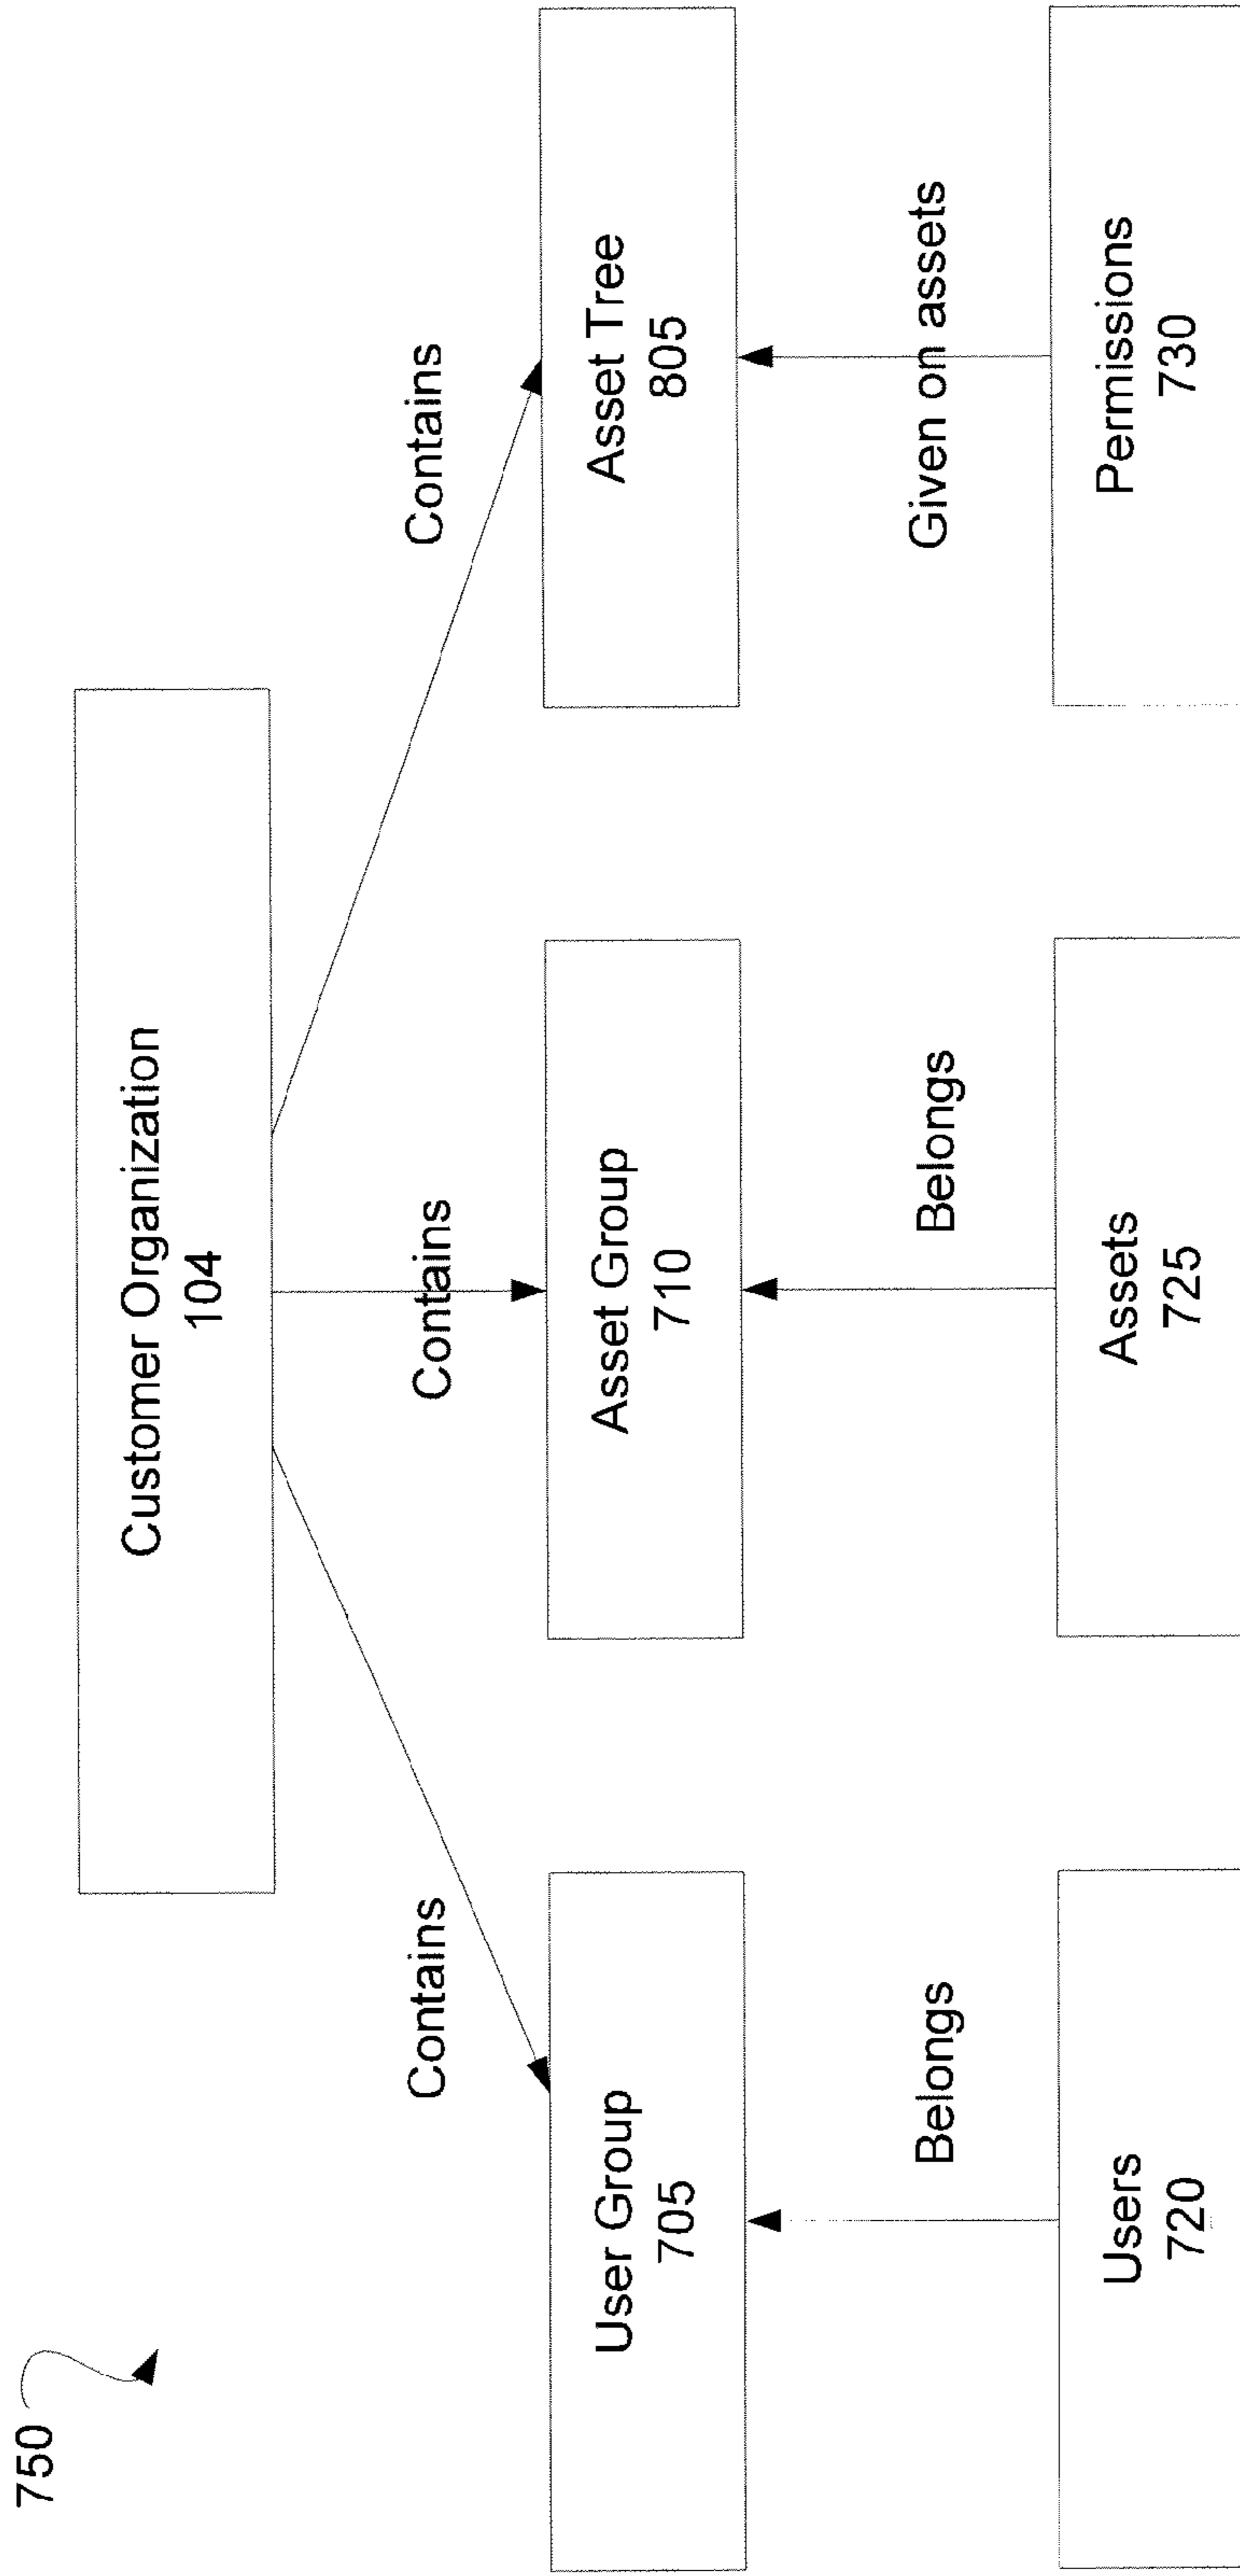 750
Customer Organization
104
Contains
Contains
Contains
User Group
705
Asset Group
710
Asset Tree
805
Belongs
Belongs
Given on assets
Users
720
Assets
725
Permissions
730